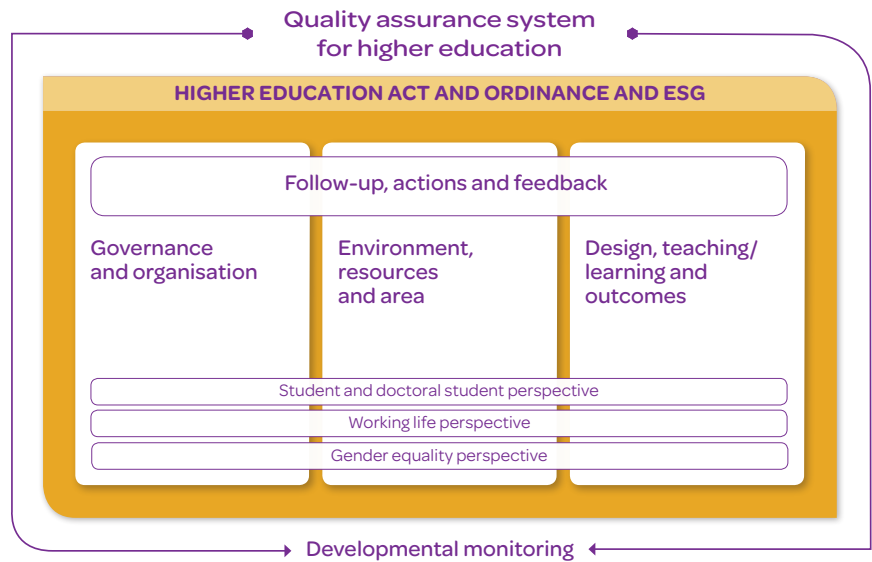 Quality assurance system
for higher education
HIGHER EDUCATION ACT AND ORDINANCE AND ESG
Follow-up, actions and feedback
Governance
and organisation
Environment,
resources
and area
Design, teaching/
learning and
outcomes
Student and doctoral student perspective
Working life perspective
Gender equality perspective
Developmental monitoring